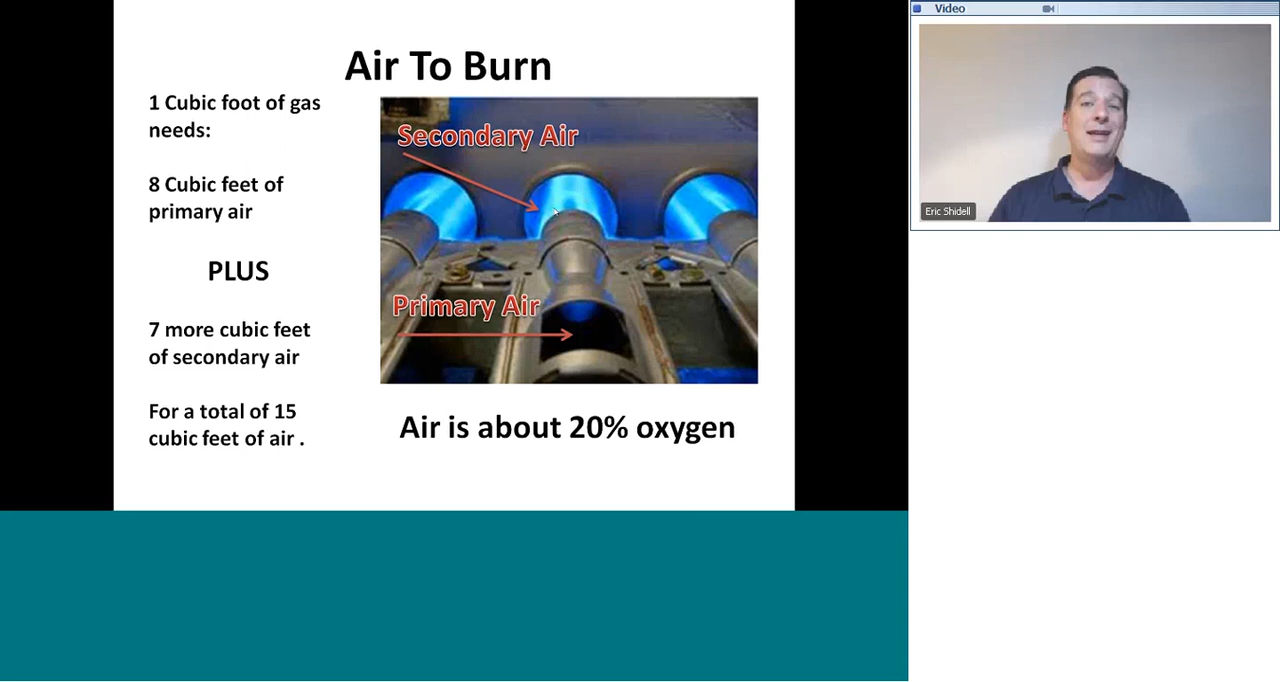 Air To Burn
1 Cubic foot of gas
needs:
8 Cubic feet of
primary air
PLUS
7 more cubic feet
of secondary air
For a total of 15
cubic feet of air .
Secondary Air
Primary Air
Air is about 20% oxygen
Video
Eric Shidell